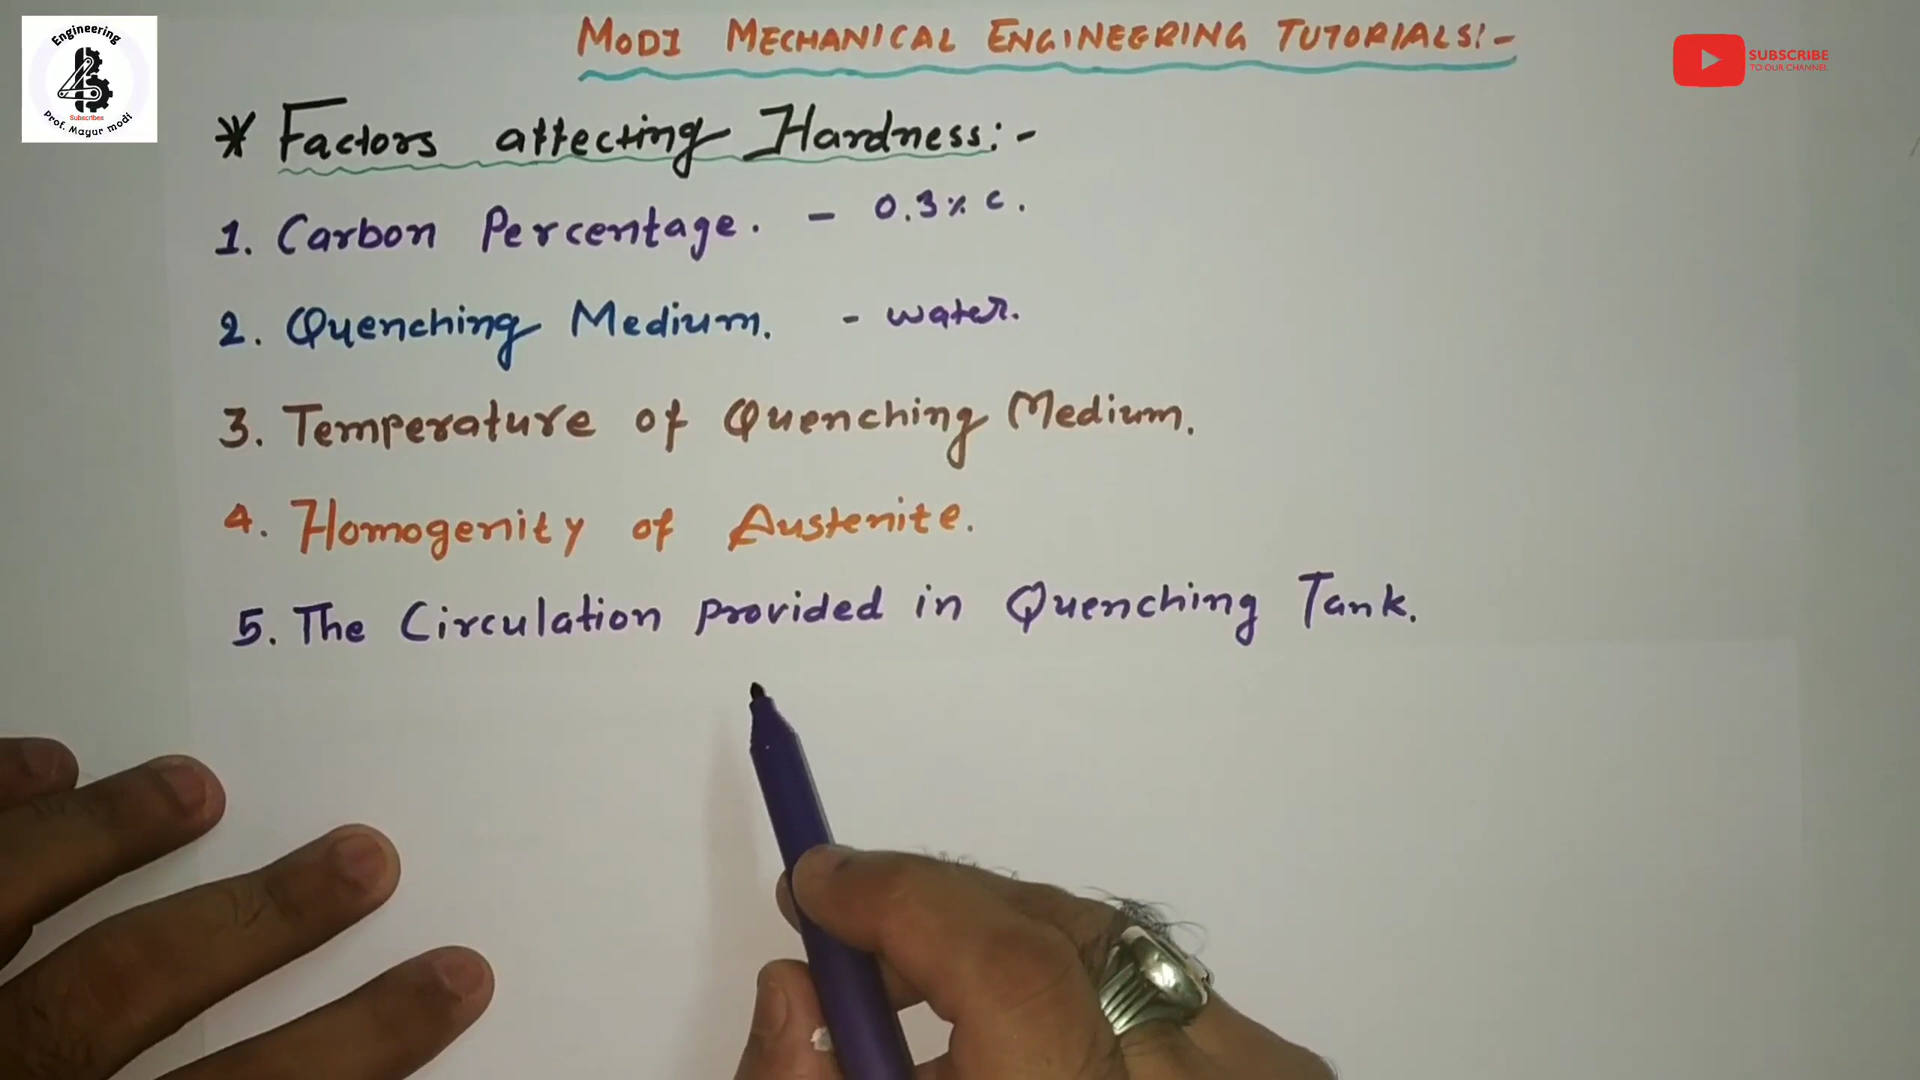 Engineering
Subscribes
Prof. Mayur modi
MODI MECHANICAL ENGINEERING TUTORIALS:-
SUBSCRIBE
TO OUR CHANNEL
* Factors affecting Hardness:-
1. Carbon Percentage. - 0.3% C.
2. Quenching Medium. - water.
3. Temperature of Quenching Medium.
4. Homogenity of Austenite.
5. The Circulation provided in Quenching Tank.